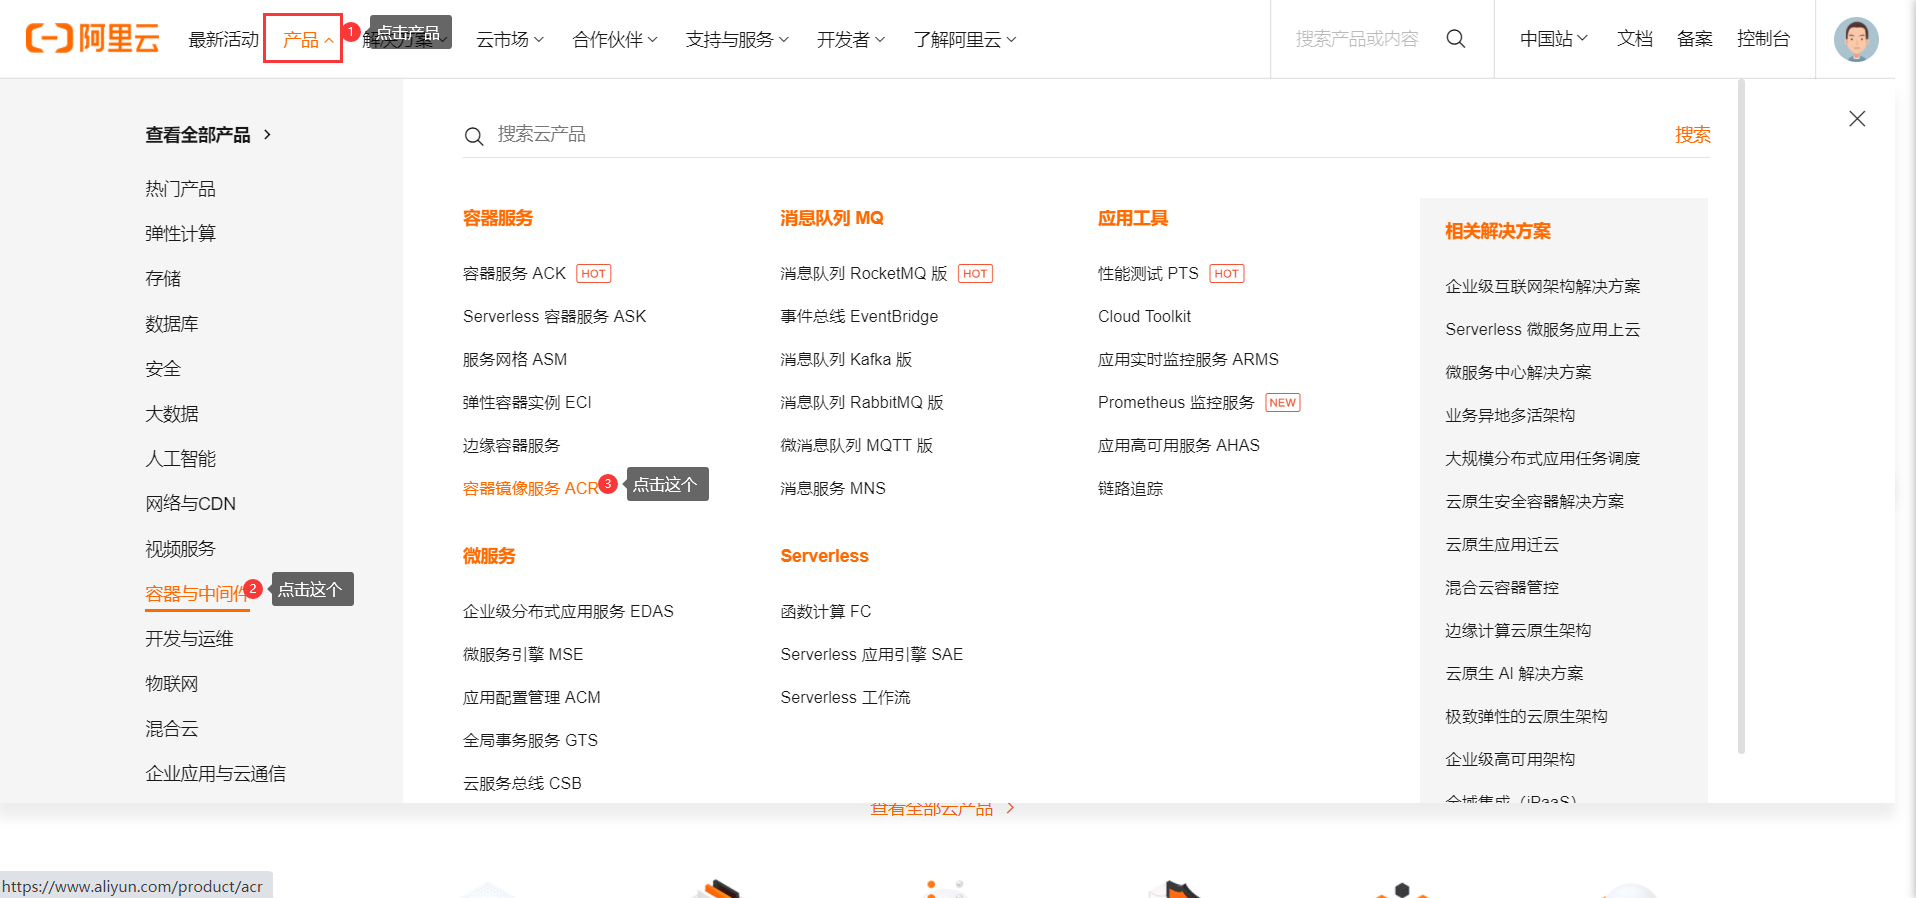 阿里云
最新活动
产品
1
点击产品
云市场
合作伙伴
支持与服务
开发者
了解阿里云
搜索产品或内容
中国站
文档
备案
控制台
查看全部产品
热门产品
弹性计算
存储
数据库
安全
大数据
人工智能
网络与CDN
视频服务
容器与中间件
2
点击这个
开发与运维
物联网
混合云
企业应用与云通信
搜索云产品
搜索
容器服务
容器服务 ACK HOT
Serverless 容器服务 ASK
服务网格 ASM
弹性容器实例 ECI
边缘容器服务
容器镜像服务 ACR
3
点击这个
微服务
企业级分布式应用服务 EDAS
微服务引擎 MSE
应用配置管理 ACM
全局事务服务 GTS
云服务总线 CSB
消息队列 MQ
消息队列 RocketMQ 版 HOT
事件总线 EventBridge
消息队列 Kafka 版
消息队列 RabbitMQ 版
微消息队列 MQTT 版
消息服务 MNS
Serverless
函数计算 FC
Serverless 应用引擎 SAE
Serverless 工作流
应用工具
性能测试 PTS HOT
Cloud Toolkit
应用实时监控服务 ARMS
Prometheus 监控服务 NEW
应用高可用服务 AHAS
链路追踪
相关解决方案
企业级互联网架构解决方案
Serverless 微服务应用上云
微服务中心解决方案
业务异地多活架构
大规模分布式应用任务调度
云原生安全容器解决方案
云原生应用迁云
混合云容器管控
边缘计算云原生架构
云原生 AI 解决方案
极致弹性的云原生架构
企业级高可用架构
全域集成（iPaaS）
查看全部云产品
https://www.aliyun.com/product/acr